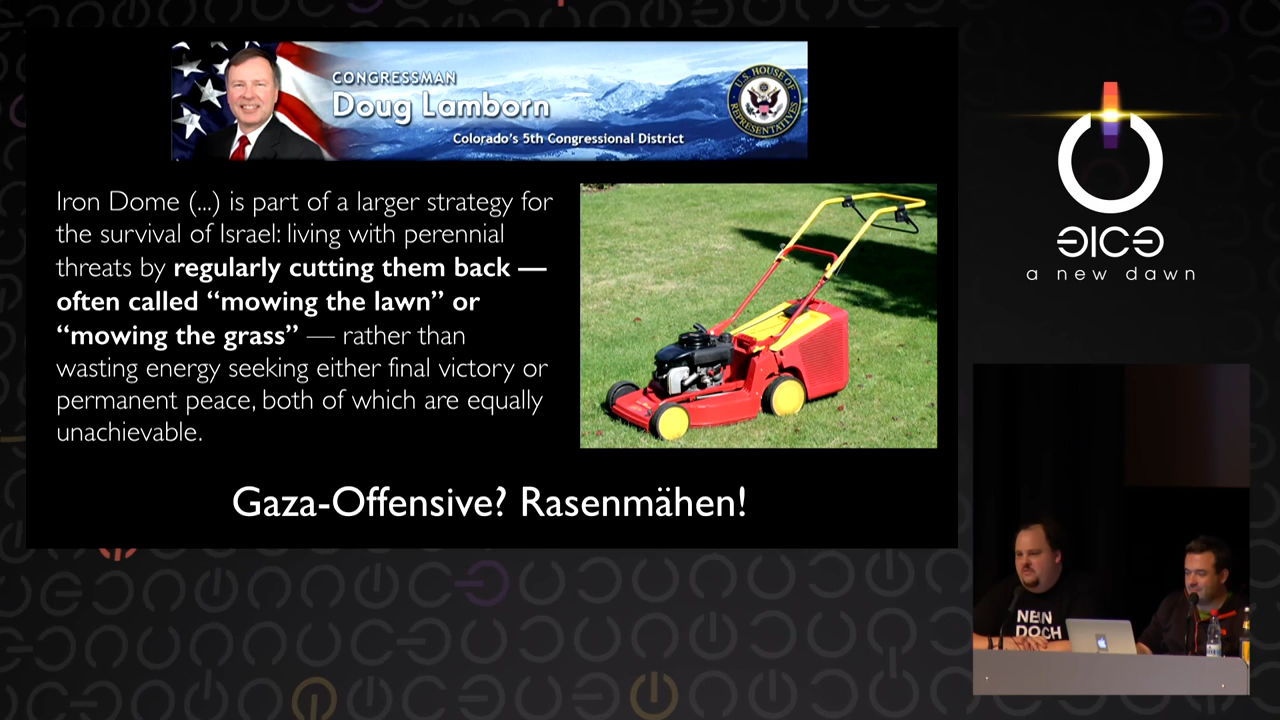 CONGRESSMAN
Doug Lamborn
Colorado's 5th Congressional District
U.S. HOUSE OF REPRESENTATIVES
Iron Dome (...) is part of a larger strategy for
the survival of Israel: living with perennial
threats by regularly cutting them back —
often called “mowing the lawn” or
“mowing the grass” — rather than
wasting energy seeking either final victory or
permanent peace, both of which are equally
unachievable.
Gaza-Offensive? Rasenmähen!
31C3
a new dawn
NEIN
DOCH